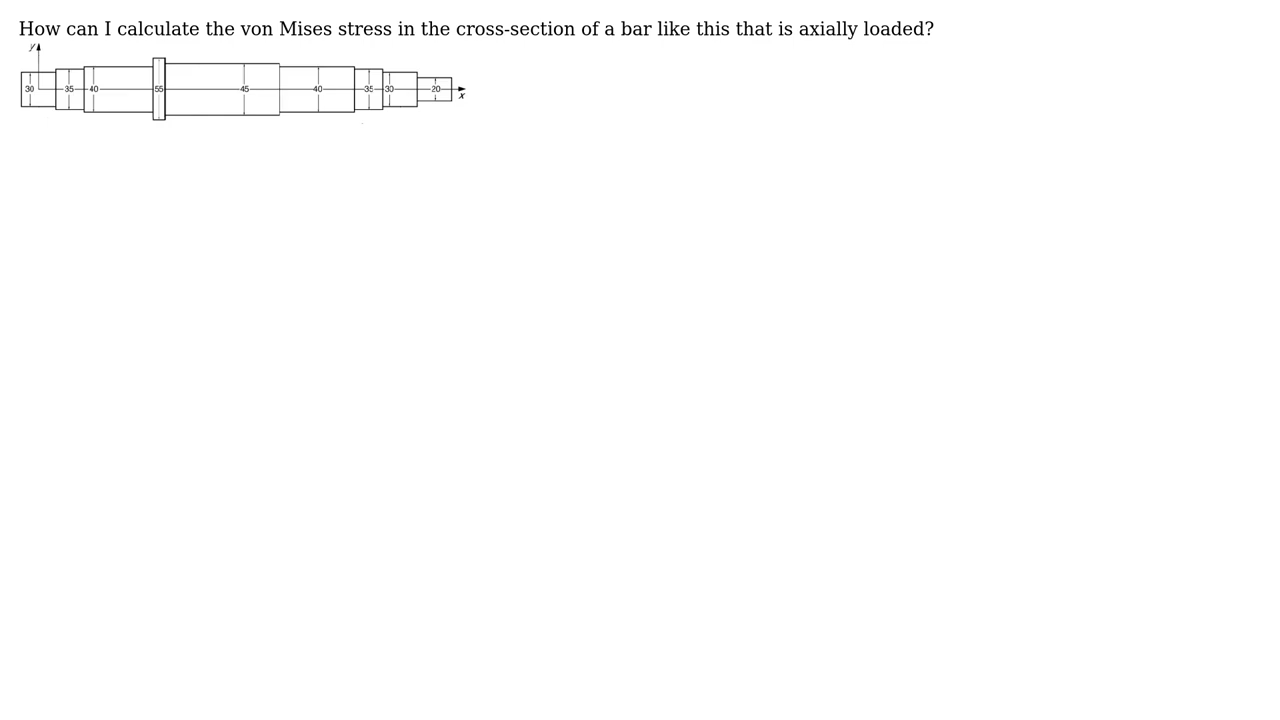 How can I calculate the von Mises stress in the cross-section of a bar like this that is axially loaded?
y
30 35 40 55 45 40 35 30 20
x